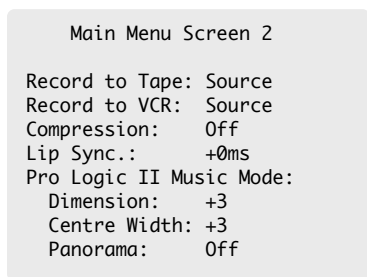 Main Menu Screen 2
Record to Tape: Source
Record to VCR: Source
Compression: Off
Lip Sync.: +0ms
Pro Logic II Music Mode:
Dimension: +3
Centre Width: +3
Panorama: Off